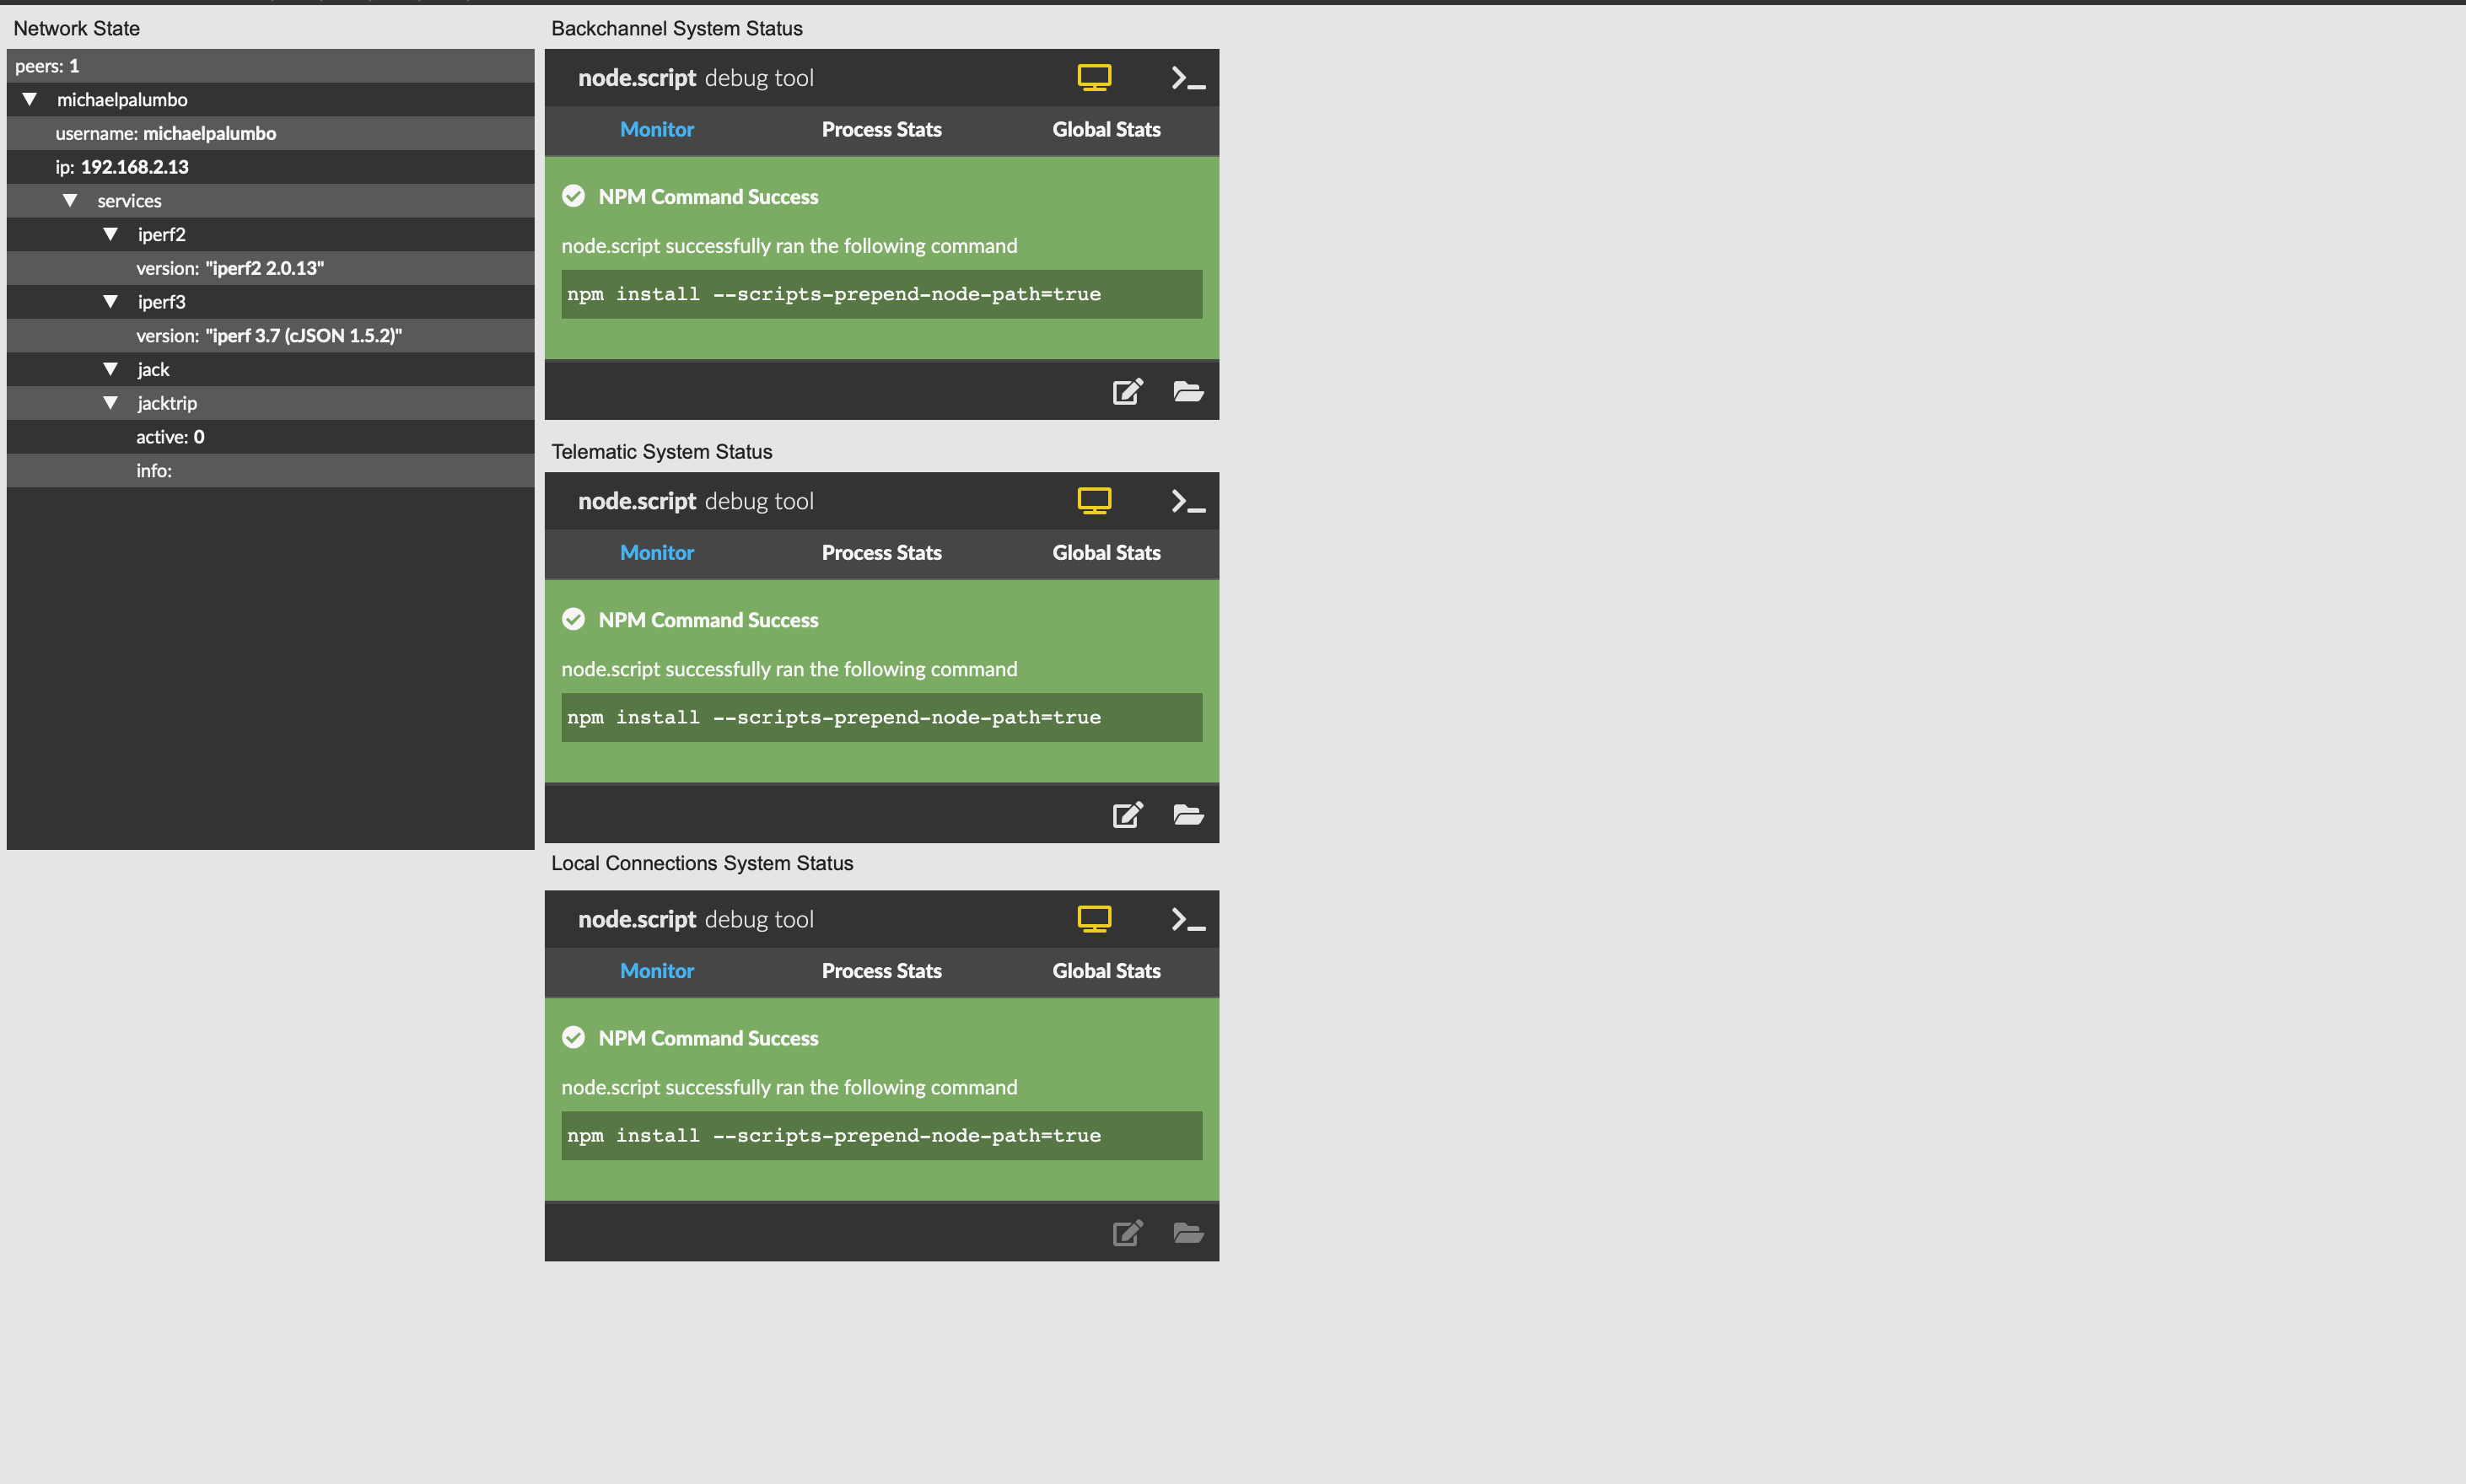 Network State
peers: 1
michaelpalumbo
username: michaelpalumbo
ip: 192.168.2.13
services
iperf2
version: "iperf2 2.0.13"
iperf3
version: "iperf 3.7 (cJSON 1.5.2)"
jack
jacktrip
active: 0
info:
Backchannel System Status
node.script debug tool
Monitor Process Stats Global Stats
NPM Command Success
node.script successfully ran the following command
npm install --scripts-prepend-node-path=true
Telematic System Status
node.script debug tool
Monitor Process Stats Global Stats
NPM Command Success
node.script successfully ran the following command
npm install --scripts-prepend-node-path=true
Local Connections System Status
node.script debug tool
Monitor Process Stats Global Stats
NPM Command Success
node.script successfully ran the following command
npm install --scripts-prepend-node-path=true